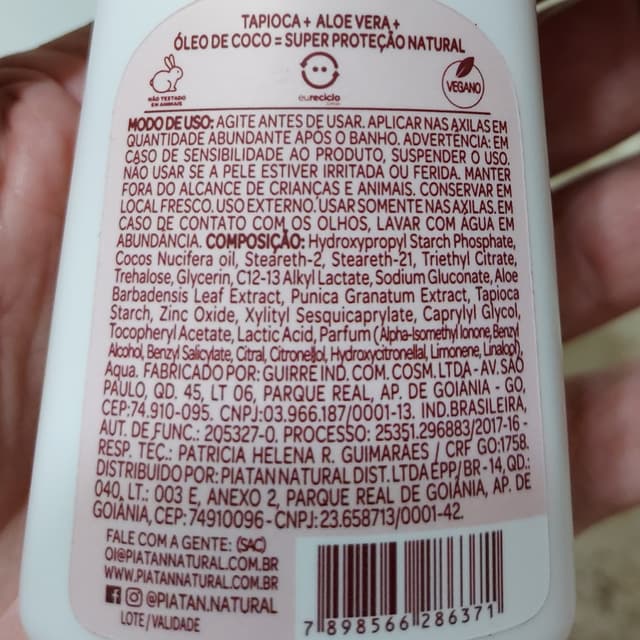 TAPIOCA + ALOE VERA +
ÓLEO DE COCO = SUPER PROTEÇÃO NATURAL
NÃO TESTADO
EM ANIMAIS
eureciclo
VEGANO
MODO DE USO: AGITE ANTES DE USAR. APLICAR NAS AXILAS EM
QUANTIDADE ABUNDANTE APÓS O BANHO. ADVERTÊNCIA: EM
CASO DE SENSIBILIDADE AO PRODUTO, SUSPENDER O USO.
NÃO USAR SE A PELE ESTIVER IRRITADA OU FERIDA. MANTER
FORA DO ALCANCE DE CRIANÇAS E ANIMAIS. CONSERVAR EM
LOCAL FRESCO. USO EXTERNO. USAR SOMENTE NAS AXILAS. EM
CASO DE CONTATO COM OS OLHOS, LAVAR COM ÁGUA EM
ABUNDÂNCIA. COMPOSIÇÃO: Hydroxypropyl Starch Phosphate,
Cocos Nucifera oil, Steareth-2, Steareth-21, Triethyl Citrate,
Trehalose, Glycerin, C12-13 Alkyl Lactate, Sodium Gluconate, Aloe
Barbadensis Leaf Extract, Punica Granatum Extract, Tapioca
Starch, Zinc Oxide, Xylityl Sesquicaprylate, Caprylyl Glycol,
Tocopheryl Acetate, Lactic Acid, Parfum (Alpha-Isomethyl Ionone, Benzyl
Alcohol, Benzyl Salicylate, Citral, Citronellol, Hydroxycitronellal, Limonene, Linalool),
Aqua. FABRICADO POR: GUIRRE IND. COM. COSM. LTDA - AV. SÃO
PAULO, QD. 45, LT 06, PARQUE REAL, AP. DE GOIÂNIA - GO,
CEP: 74.910-095. CNPJ: 03.966.187/0001-13. IND. BRASILEIRA,
AUT. DE FUNC.: 205327-0. PROCESSO: 25351.296883/2017-16 -
RESP. TÉC.: PATRICIA HELENA R. GUIMARÃES / CRF GO:1758.
DISTRIBUIDO POR: PIATAN NATURAL DIST. LTDA EPP/BR - 14, QD.:
040, LT.: 003 E, ANEXO 2, PARQUE REAL DE GOIÂNIA, AP. DE
GOIÂNIA, CEP: 74910096 - CNPJ: 23.658713/0001-42.
FALE COM A GENTE: (SAC)
OI@PIATANNATURAL.COM.BR
WWW.PIATANNATURAL.COM.BR
@PIATAN.NATURAL
LOTE/VALIDADE
7 898566 286371